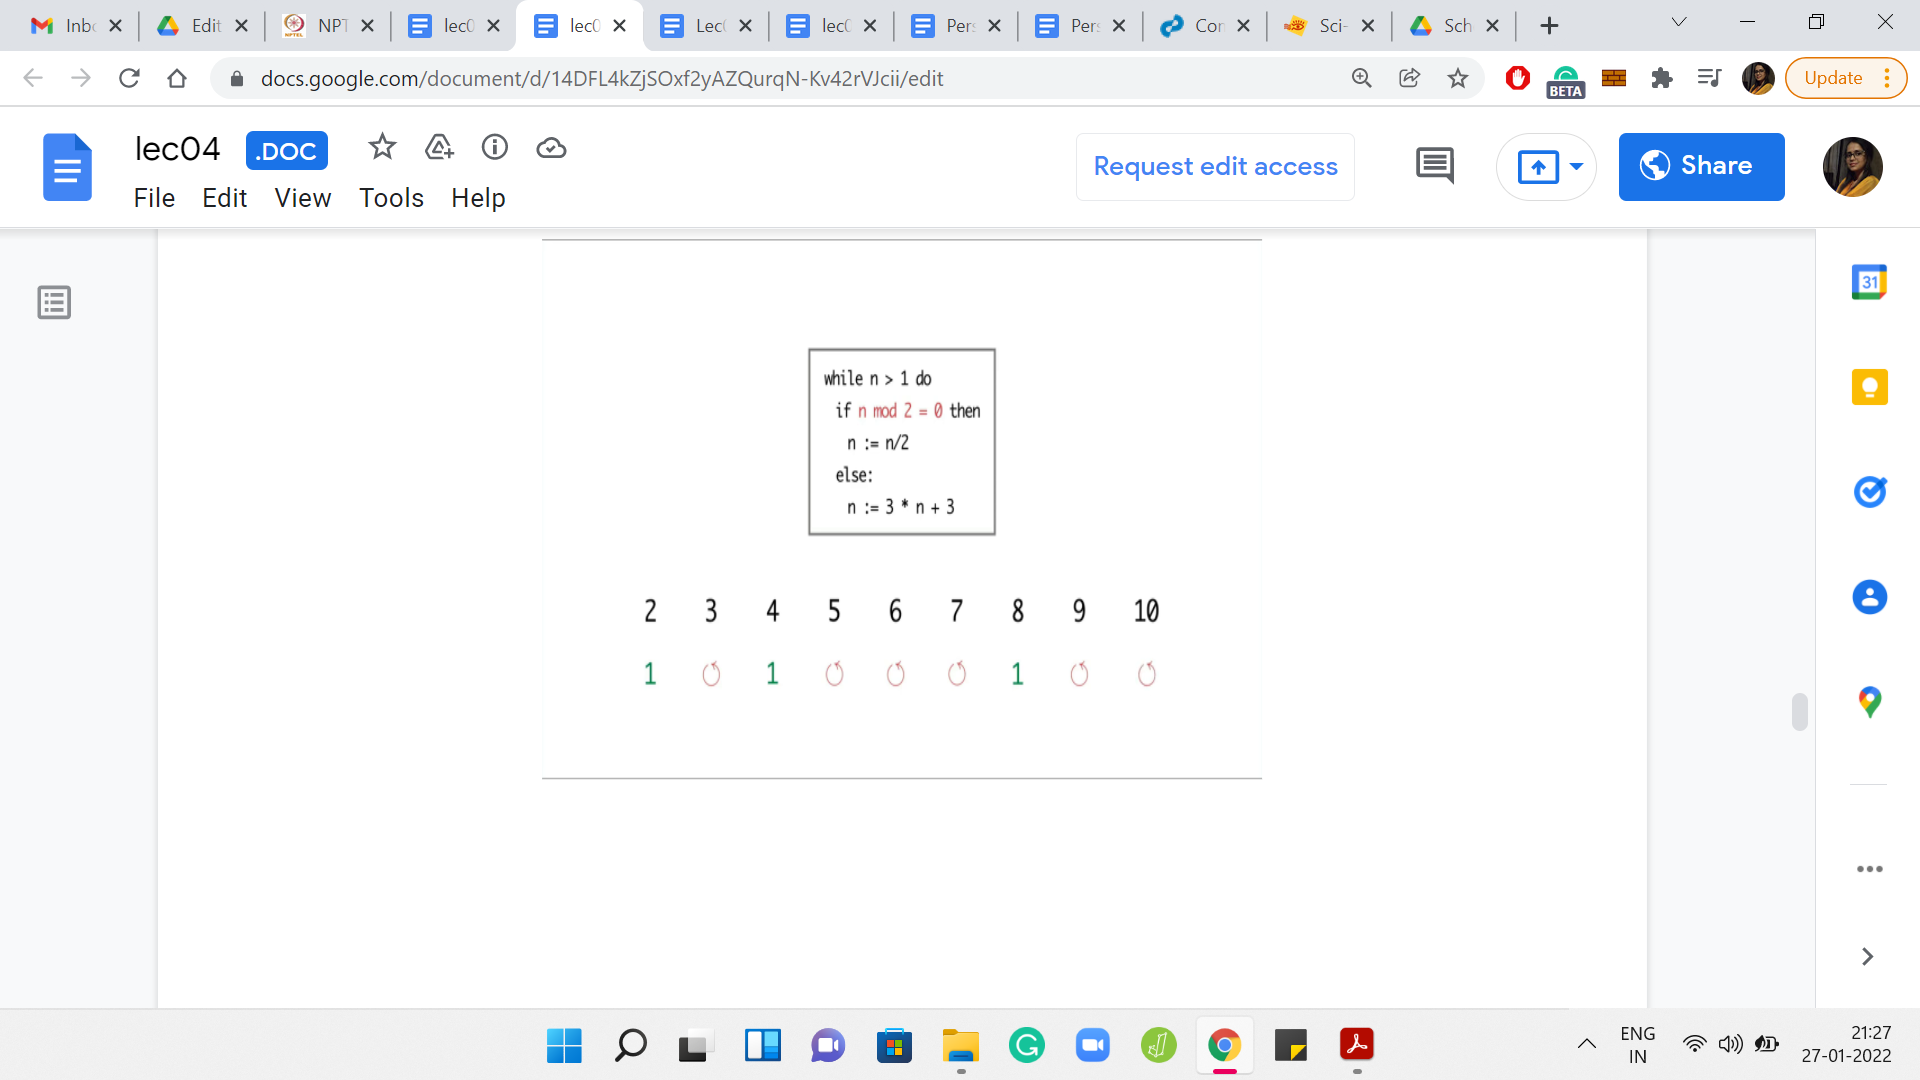 Inbc
Edit
NPT
lec0
lec0
Lec
lec0
Pers
Pers
Con
Sci-
Sch
docs.google.com/document/d/14DFL4kZjSOxf2yAZQurqN-Kv42rVJcii/edit
BETA
Update
lec04 .DOC
Request edit access
Share
File Edit View Tools Help
31
while n > 1 do
if n mod 2 = 0 then
n := n/2
else:
n := 3 * n + 3
2 3 4 5 6 7 8 9 10
1 1 1
ENG
IN
21:27
27-01-2022